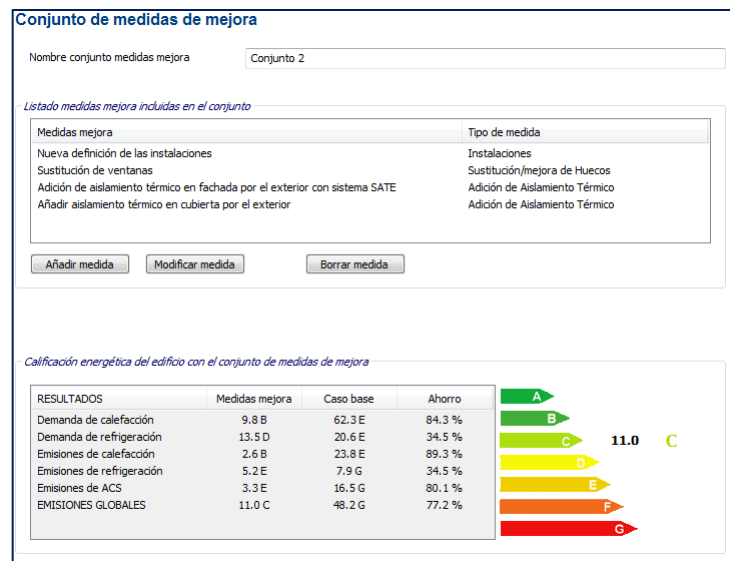 Conjunto de medidas de mejora
Nombre conjunto medidas mejora Conjunto 2
Listado medidas mejora incluidas en el conjunto
Medidas mejora Tipo de medida
Nueva definición de las instalaciones Instalaciones
Sustitución de ventanas Sustitución/mejora de Huecos
Adición de aislamiento térmico en fachada por el exterior con sistema SATE Adición de Aislamiento Térmico
Añadir aislamiento térmico en cubierta por el exterior Adición de Aislamiento Térmico
Añadir medida Modificar medida Borrar medida
Calificación energética del edificio con el conjunto de medidas de mejora
RESULTADOS Medidas mejora Caso base Ahorro A
Demanda de calefacción 9.8 B 62.3 E 84.3 % B
Demanda de refrigeración 13.5 D 20.6 E 34.5 % C 11.0 C
Emisiones de calefacción 2.6 B 23.8 E 89.3 % D
Emisiones de refrigeración 5.2 E 7.9 G 34.5 % E
Emisiones de ACS 3.3 E 16.5 G 80.1 %
EMISIONES GLOBALES 11.0 C 48.2 G 77.2 % F
G